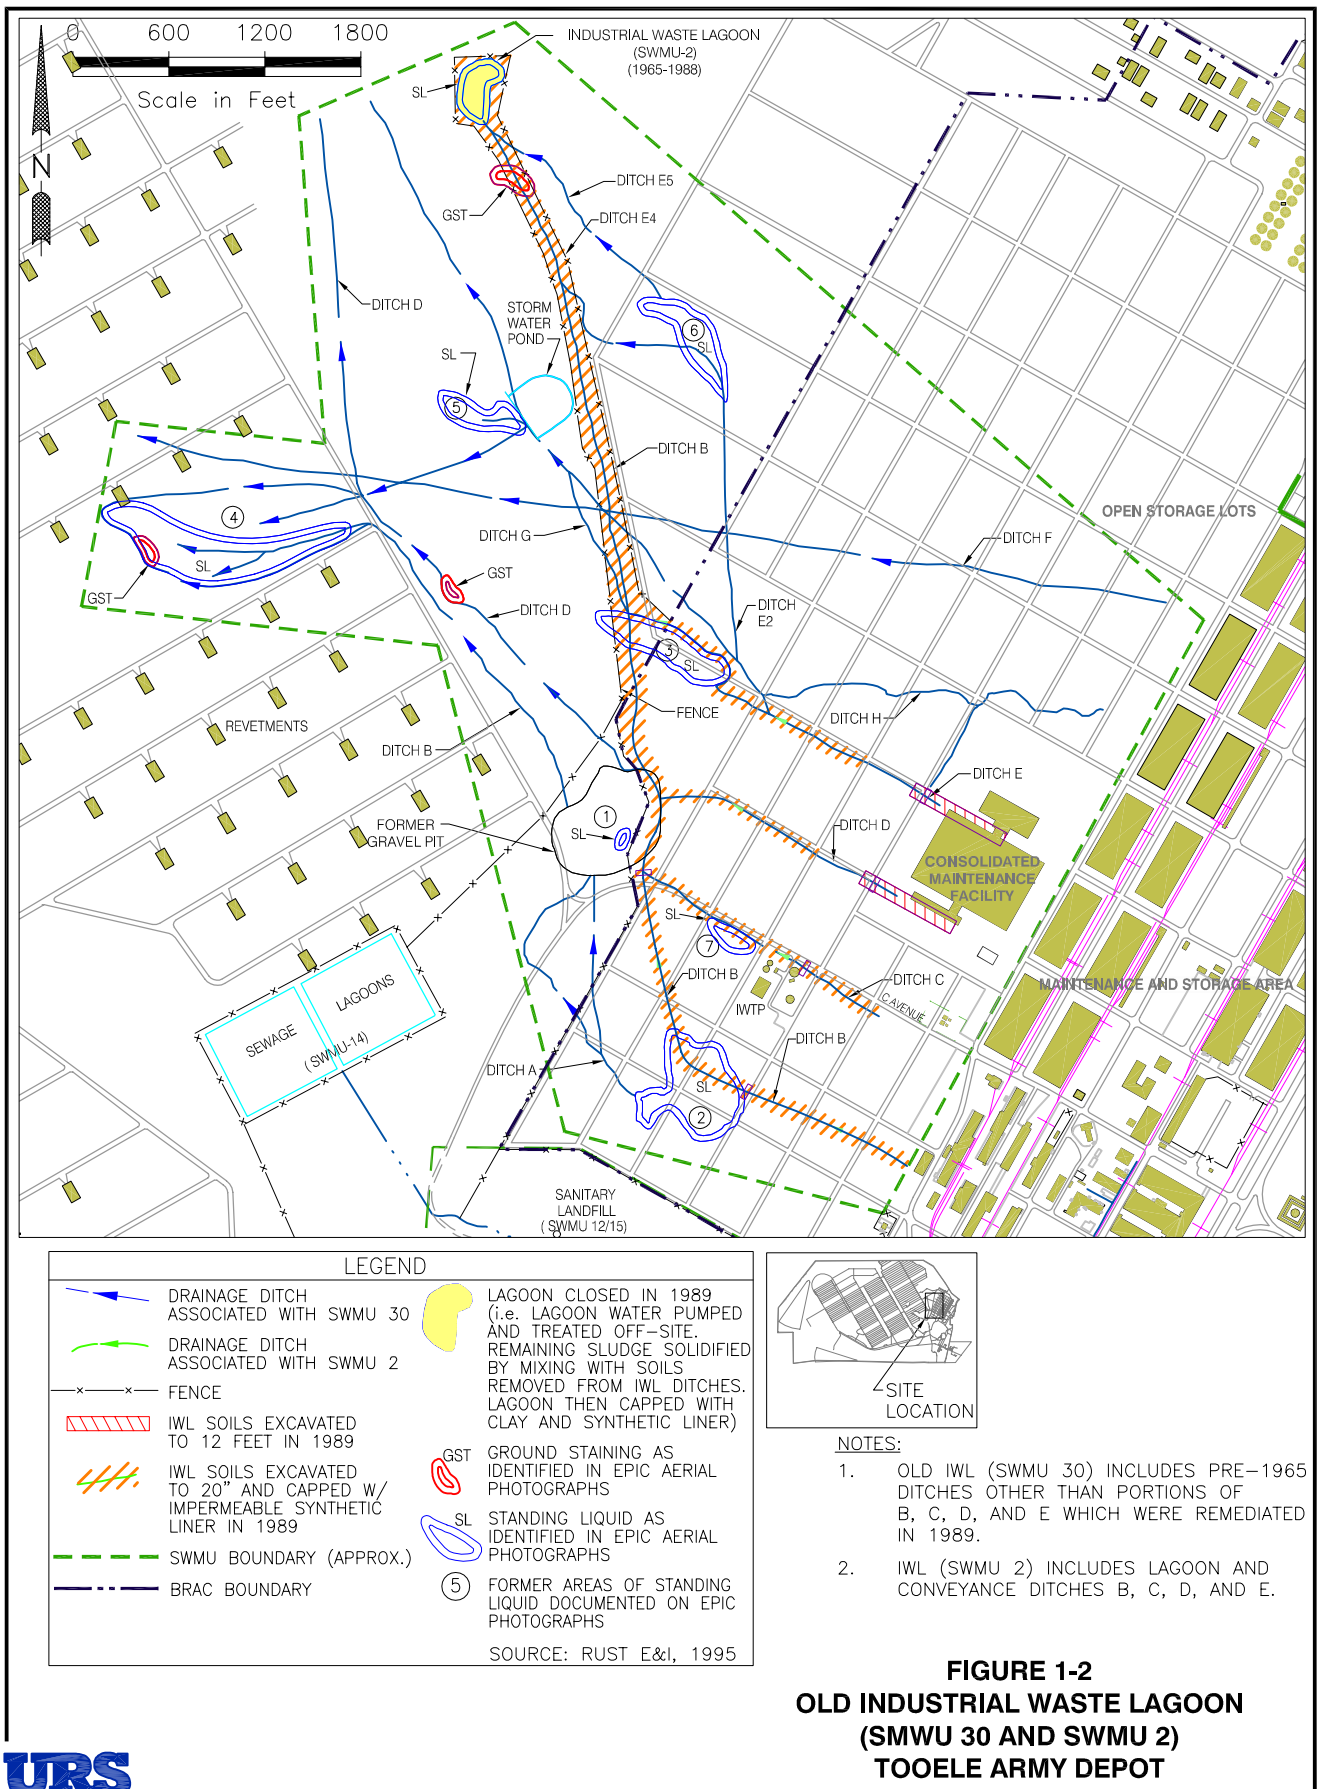 0 600 1200 1800
Scale in Feet
N
INDUSTRIAL WASTE LAGOON
(SWMU-2)
(1965-1988)
SL
DITCH E5
GST
DITCH E4
DITCH D
STORM
WATER
POND
6
SL
SL
5
DITCH B
4
OPEN STORAGE LOTS
DITCH G
DITCH F
SL
GST
GST
DITCH D
DITCH
E2
3
SL
FENCE
DITCH H
REVETMENTS
DITCH B
DITCH E
FORMER
GRAVEL PIT
1
SL
DITCH D
CONSOLIDATED
MAINTENANCE
FACILITY
SL
7
DITCH B
DITCH C
C AVENUE
MAINTENANCE AND STORAGE AREA
IWTP
LAGOONS
SEWAGE
(SWMU-14)
DITCH A
DITCH B
SL
2
SANITARY
LANDFILL
(SWMU 12/15)
LEGEND
DRAINAGE DITCH
ASSOCIATED WITH SWMU 30
DRAINAGE DITCH
ASSOCIATED WITH SWMU 2
FENCE
IWL SOILS EXCAVATED
TO 12 FEET IN 1989
IWL SOILS EXCAVATED
TO 20" AND CAPPED W/
IMPERMEABLE SYNTHETIC
LINER IN 1989
SWMU BOUNDARY (APPROX.)
BRAC BOUNDARY
LAGOON CLOSED IN 1989
(i.e. LAGOON WATER PUMPED
AND TREATED OFF-SITE.
REMAINING SLUDGE SOLIDIFIED
BY MIXING WITH SOILS
REMOVED FROM IWL DITCHES.
LAGOON THEN CAPPED WITH
CLAY AND SYNTHETIC LINER)
GST
GROUND STAINING AS
IDENTIFIED IN EPIC AERIAL
PHOTOGRAPHS
SL
STANDING LIQUID AS
IDENTIFIED IN EPIC AERIAL
PHOTOGRAPHS
5
FORMER AREAS OF STANDING
LIQUID DOCUMENTED ON EPIC
PHOTOGRAPHS
SOURCE: RUST E&I, 1995
SITE
LOCATION
NOTES:
1. OLD IWL (SWMU 30) INCLUDES PRE-1965
DITCHES OTHER THAN PORTIONS OF
B, C, D, AND E WHICH WERE REMEDIATED
IN 1989.
2. IWL (SWMU 2) INCLUDES LAGOON AND
CONVEYANCE DITCHES B, C, D, AND E.
FIGURE 1-2
OLD INDUSTRIAL WASTE LAGOON
(SMWU 30 AND SWMU 2)
TOOELE ARMY DEPOT
URS